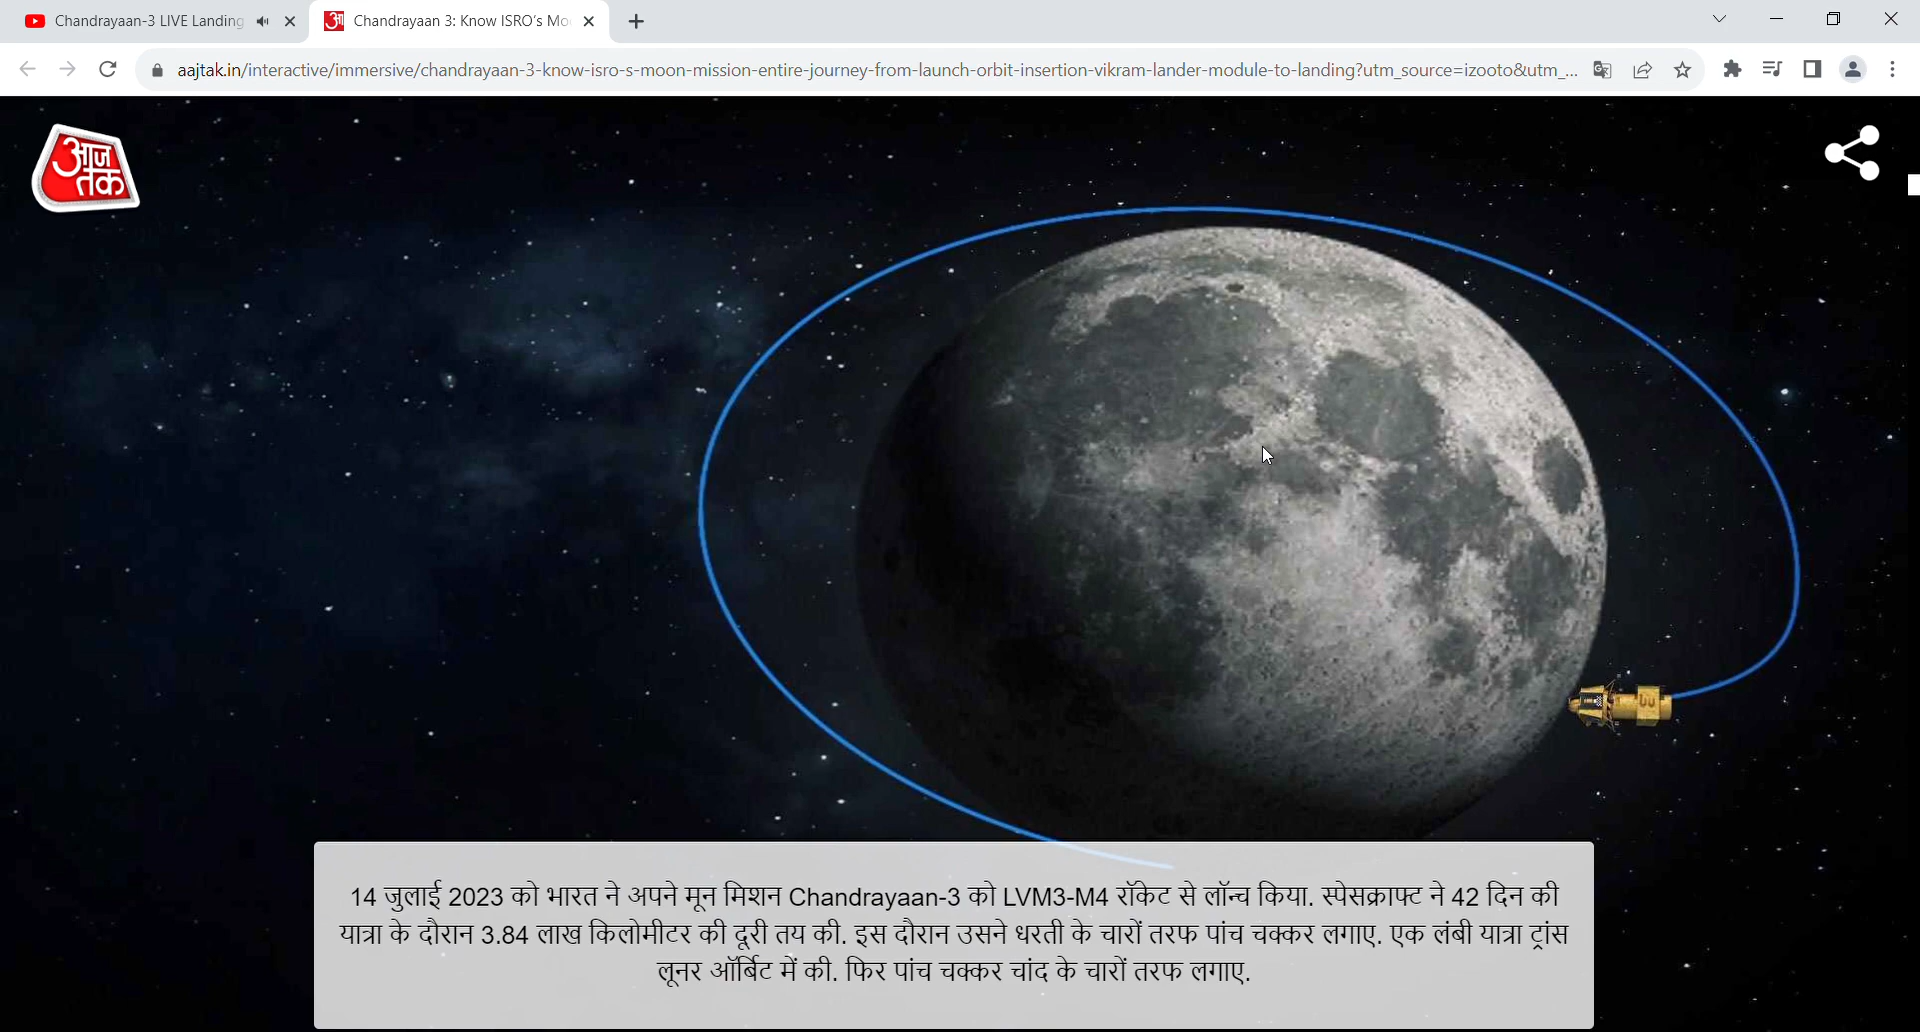 Chandrayaan-3 LIVE Landing
Chandrayaan 3: Know ISRO's Mo
aajtak.in/interactive/immersive/chandrayaan-3-know-isro-s-moon-mission-entire-journey-from-launch-orbit-insertion-vikram-lander-module-to-landing?utm_source=izooto&utm_...
आज
तक
14 जुलाई 2023 को भारत ने अपने मून मिशन Chandrayaan-3 को LVM3-M4 रॉकेट से लॉन्च किया. स्पेसक्राफ्ट ने 42 दिन की
यात्रा के दौरान 3.84 लाख किलोमीटर की दूरी तय की. इस दौरान उसने धरती के चारों तरफ पांच चक्कर लगाए. एक लंबी यात्रा ट्रांस
लूनर ऑर्बिट में की. फिर पांच चक्कर चांद के चारों तरफ लगाए.